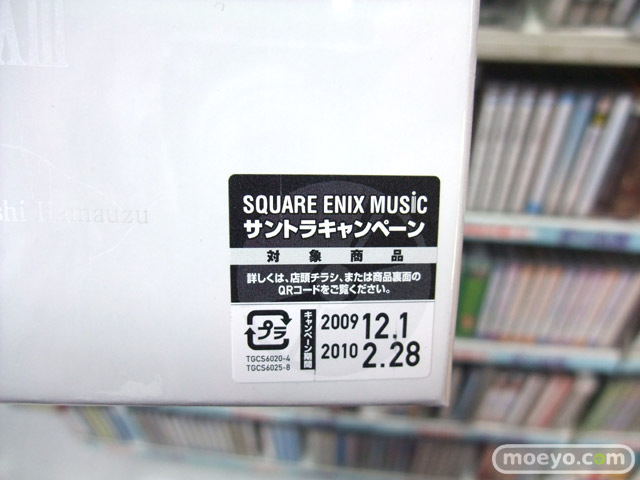 XIII
SQUARE ENIX MUSiC
サントラキャンペーン
対象商品
詳しくは、店頭チラシ、または商品裏面の
QRコードをご覧ください。
プラ
TGCS6020-4
TGCS6025-8
キャンペーン期間
2009 12.1
2010 2.28
moeyo.com